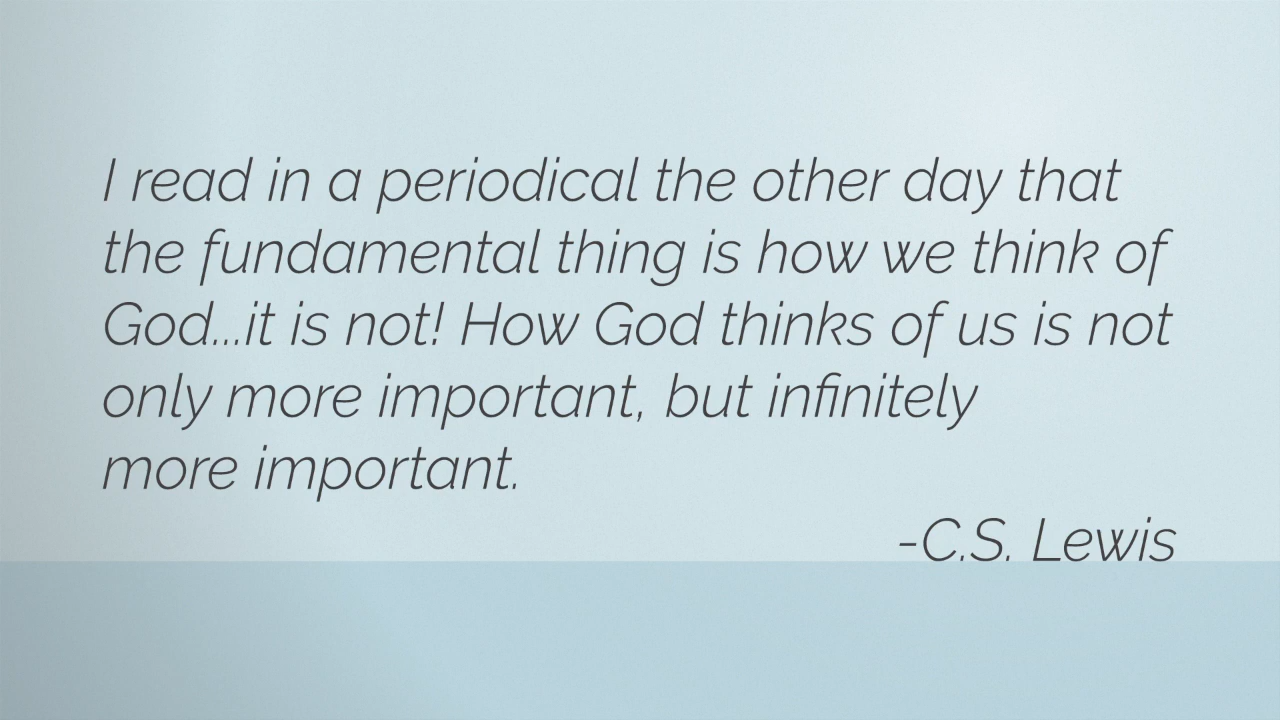 I read in a periodical the other day that
the fundamental thing is how we think of
God...it is not! How God thinks of us is not
only more important, but infinitely
more important.
-C.S. Lewis